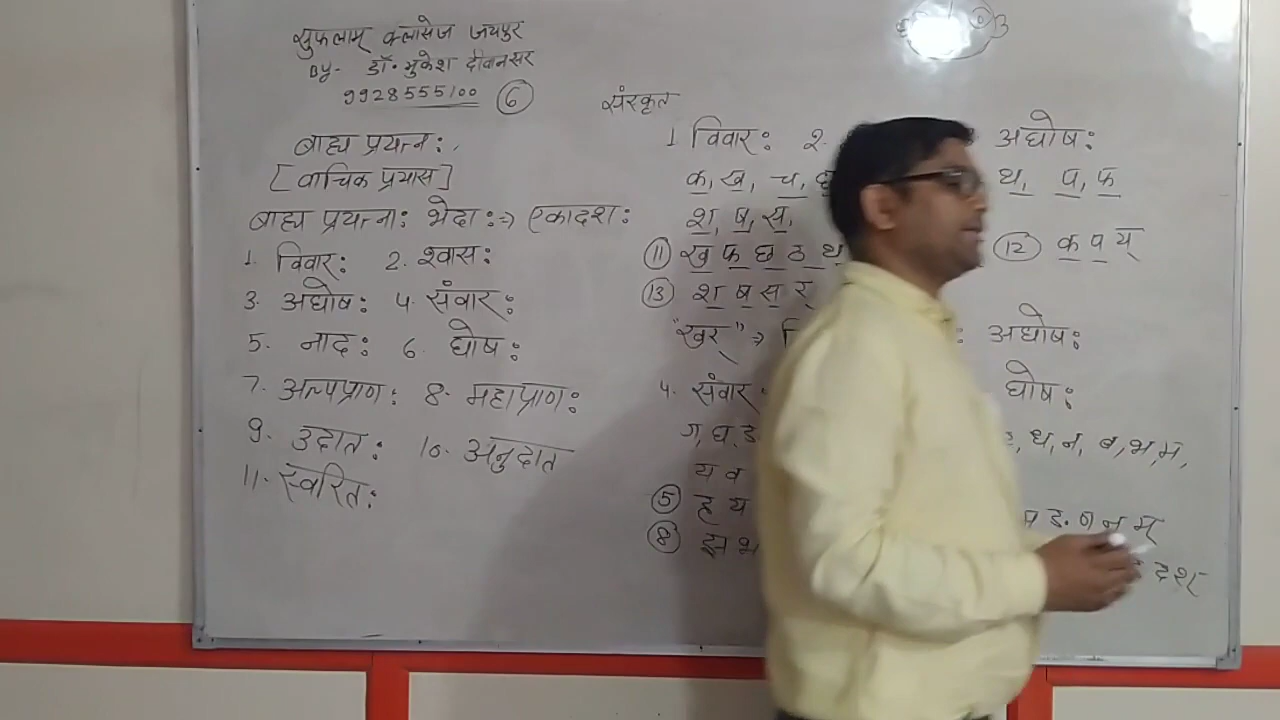 सुफलाम् क्लासेज जयपुर
By- डॉ. मुकेश दीवानसर
9928555100 ⑥
संस्कृत
बाह्य प्रयत्न:
[वाचिक प्रयास]
बाह्य प्रयत्ना: भेदा: ⇒ एकादश:
1. विवार: 2. श्वास:
3. अघोष: 4. संवार:
5. नाद: 6. घोष:
7. अल्पप्राण: 8. महाप्राण:
9. उदात: 10. अनुदात
11. स्वरित:
1. विवार: 2. अघोष:
क, ख, च, थ, प, फ
श, ष, स,
⑪ ख फ छ ठ थ ⑫ क प य्
⑬ श ष स र्
"खर्" ⇒ अघोष:
4. संवार घोष:
ग, घ, ङ ध, न, ब, भ, म,
य व
⑤ ह य ङ ण न म्
⑧ झ भ दश्